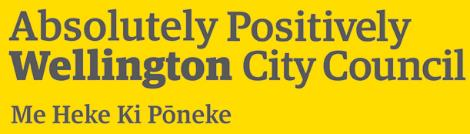 Absolutely Positively
Wellington City Council
Me Heke Ki Pōneke